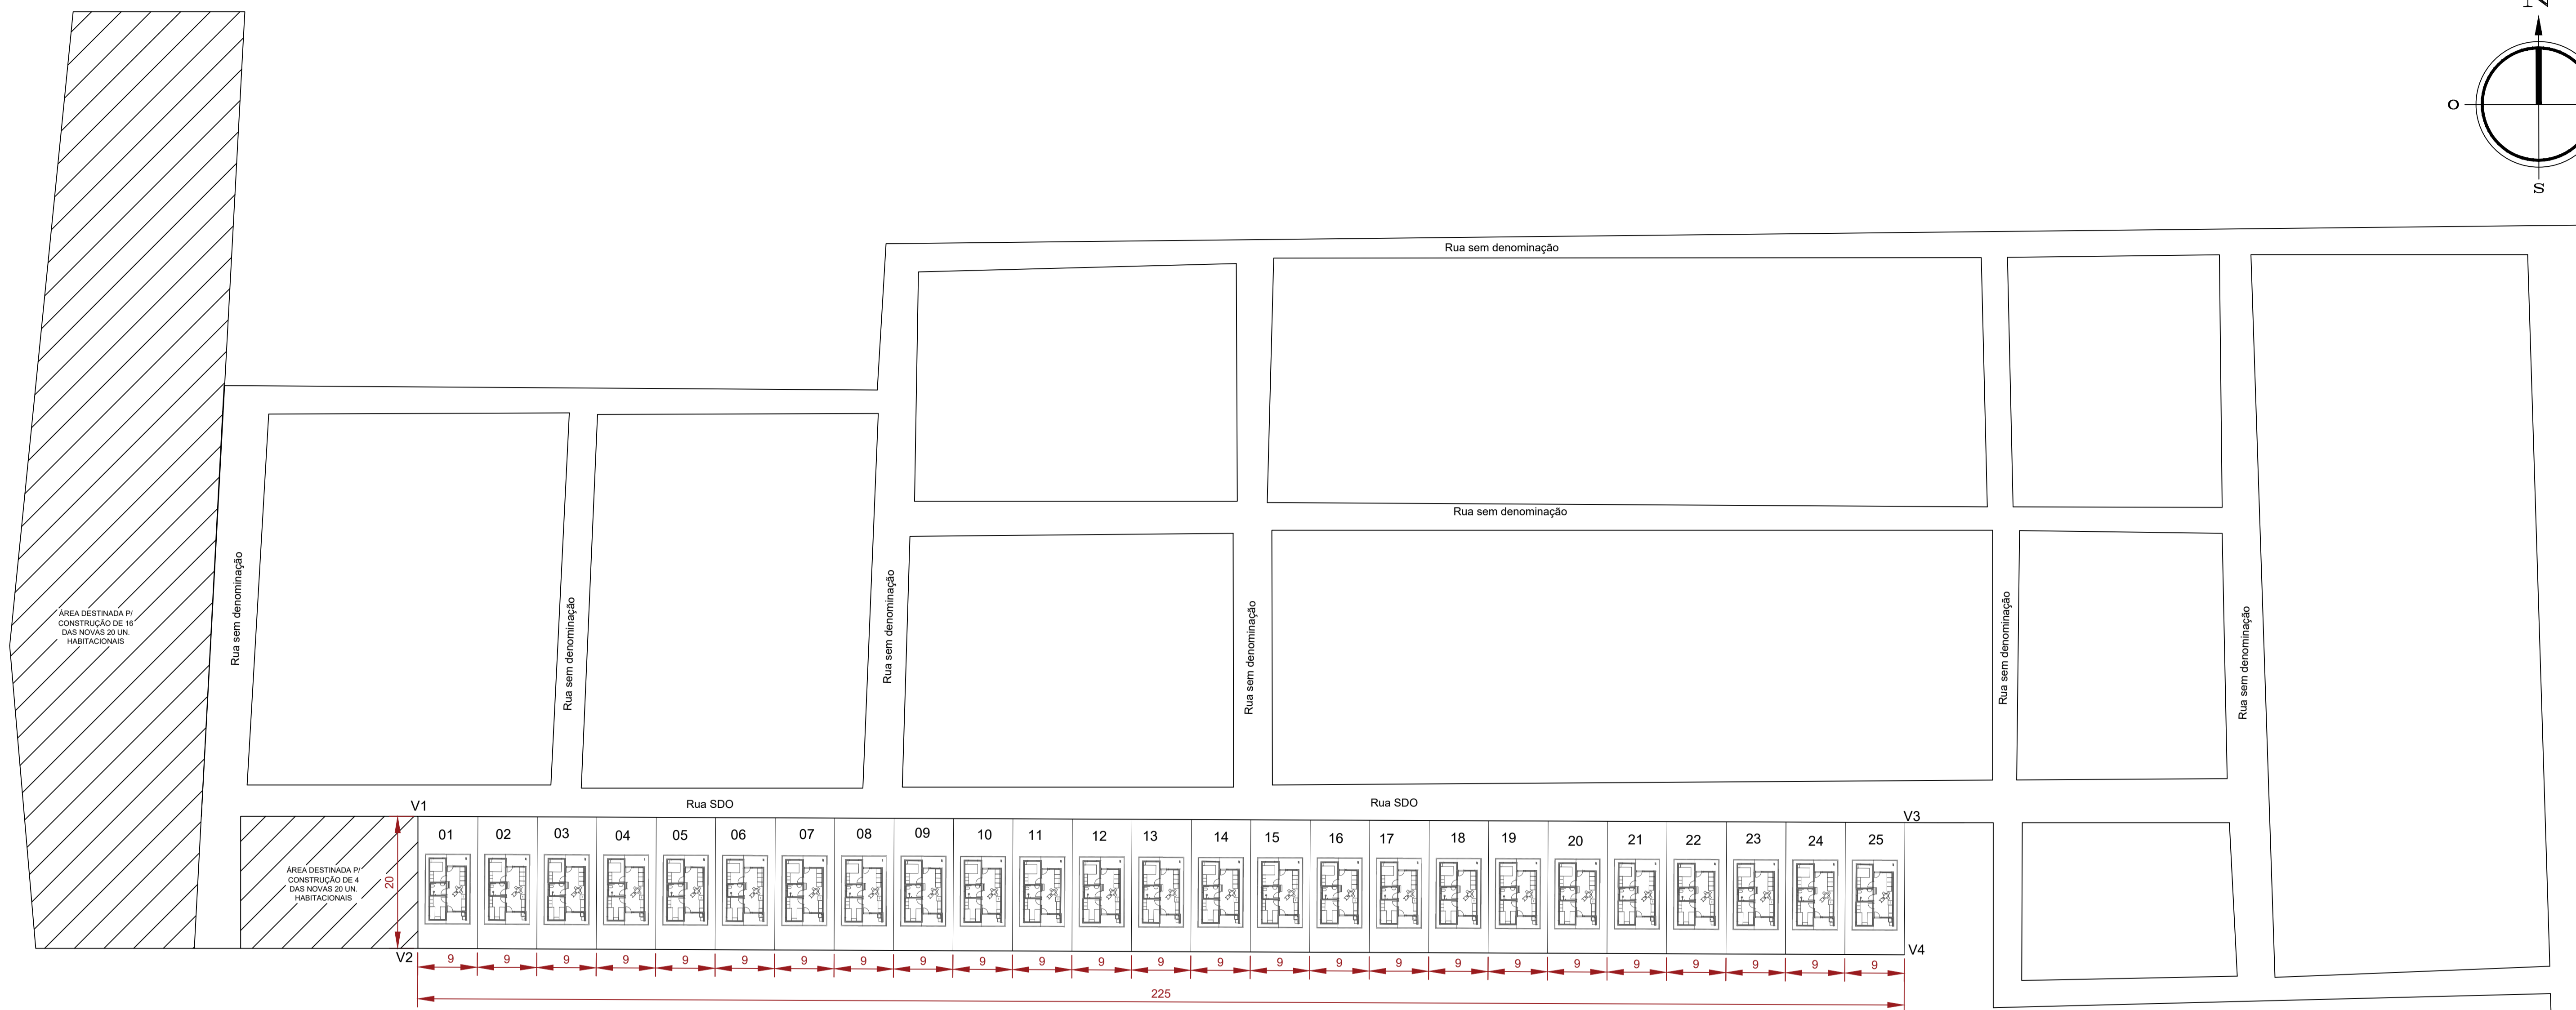 N
O
S
Rua sem denominação
Rua sem denominação
Rua sem denominação
Rua sem denominação
Rua sem denominação
Rua sem denominação
Rua sem denominação
Rua sem denominação
ÁREA DESTINADA P/
CONSTRUÇÃO DE 16
DAS NOVAS 20 UN.
HABITACIONAIS
Rua SDO
Rua SDO
V1
V3
01 02 03 04 05 06 07 08 09 10 11 12 13 14 15 16 17 18 19 20 21 22 23 24 25
ÁREA DESTINADA P/
CONSTRUÇÃO DE 4
DAS NOVAS 20 UN.
HABITACIONAIS
20
V2
V4
9 9 9 9 9 9 9 9 9 9 9 9 9 9 9 9 9 9 9 9 9 9 9 9 9
225